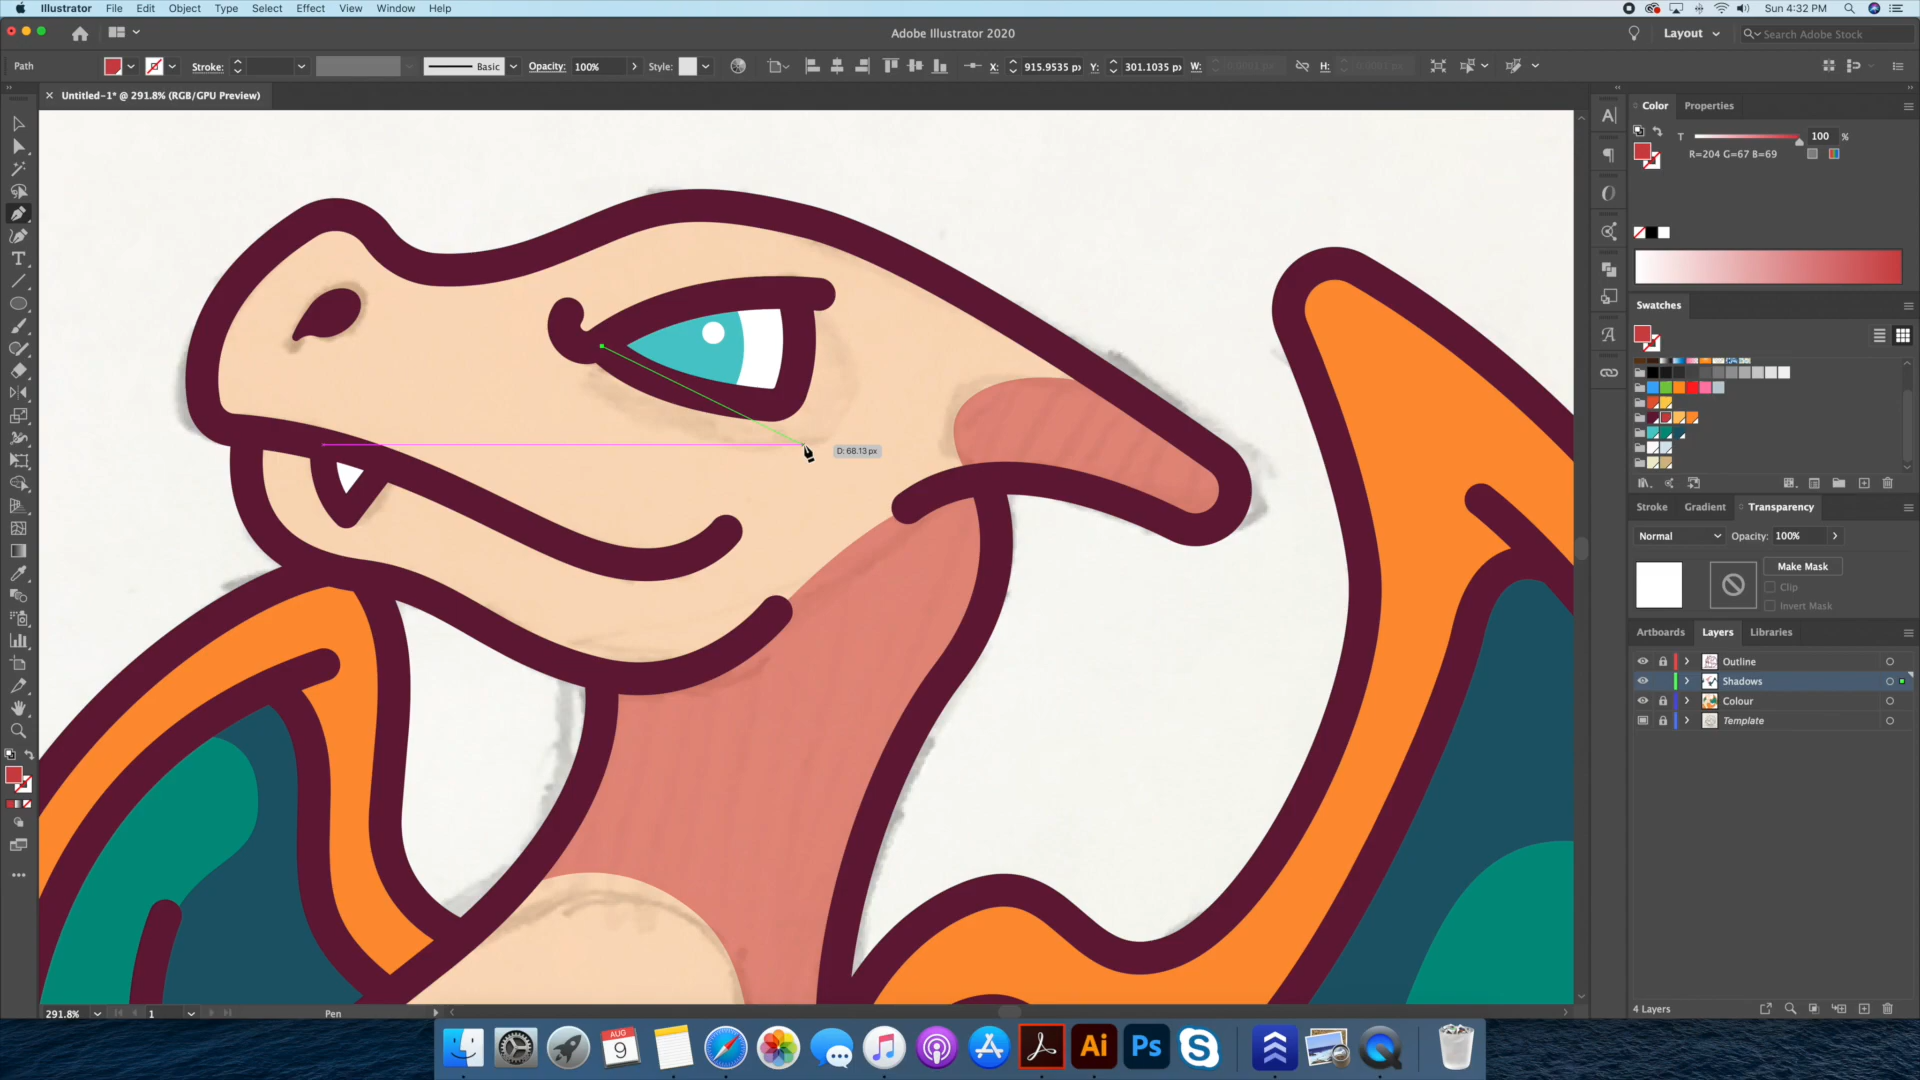 Illustrator File Edit Object Type Select Effect View Window Help
Sun 4:32 PM
Adobe Illustrator 2020
Layout
Search Adobe Stock
Path
Stroke:
Basic
Opacity: 100%
Style:
X: 915.9535 px
Y: 301.1035 px
W:
H:
Untitled-1* @ 291.8% (RGB/GPU Preview)
Color Properties
T 100 %
R=204 G=67 B=69
Swatches
D: 68.13 px
Stroke Gradient Transparency
Normal Opacity: 100%
Make Mask
Clip
Invert Mask
Artboards Layers Libraries
Outline
Shadows
Colour
Template
4 Layers
291.8% 1 Pen
AUG
9
Ai Ps